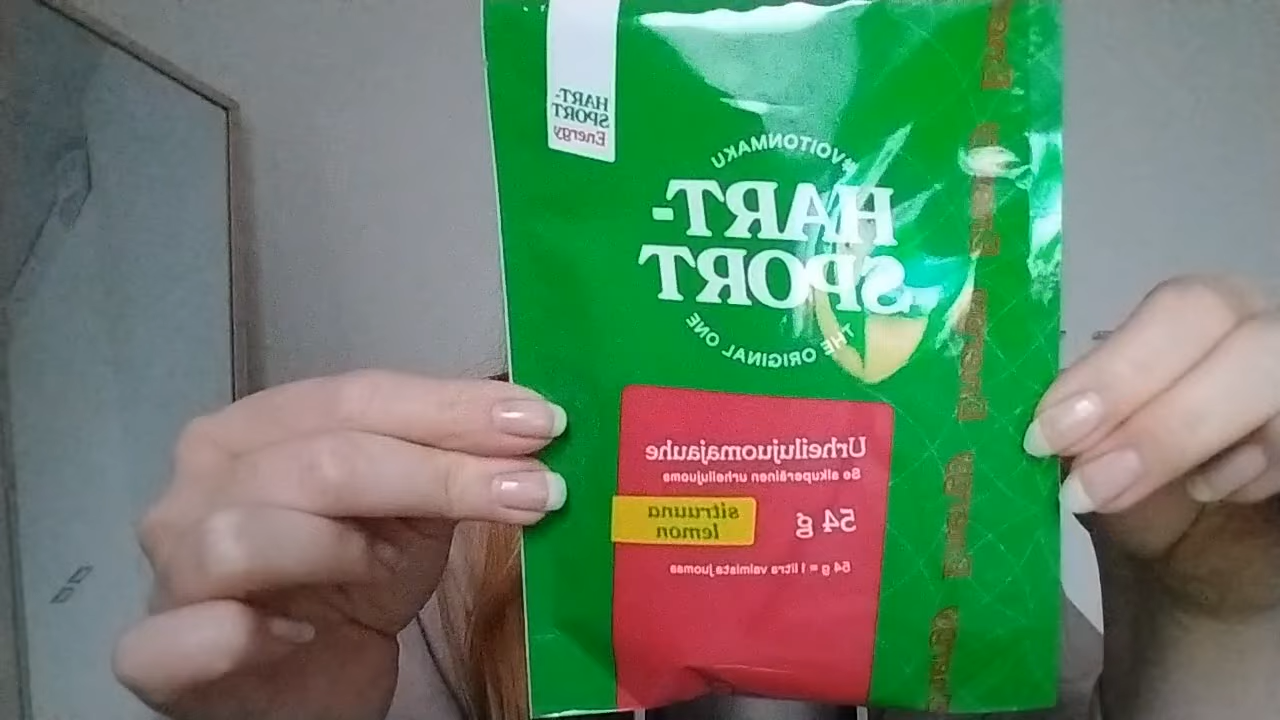 HART-
SPORT
Energy
#VOITONMAKU
HART-
SPORT
THE ORIGINAL ONE
Urheilujuomajauhe
Se alkuperäinen urheilujuoma
54 g
sitruuna
lemon
54 g = 1 litra valmista juomaa